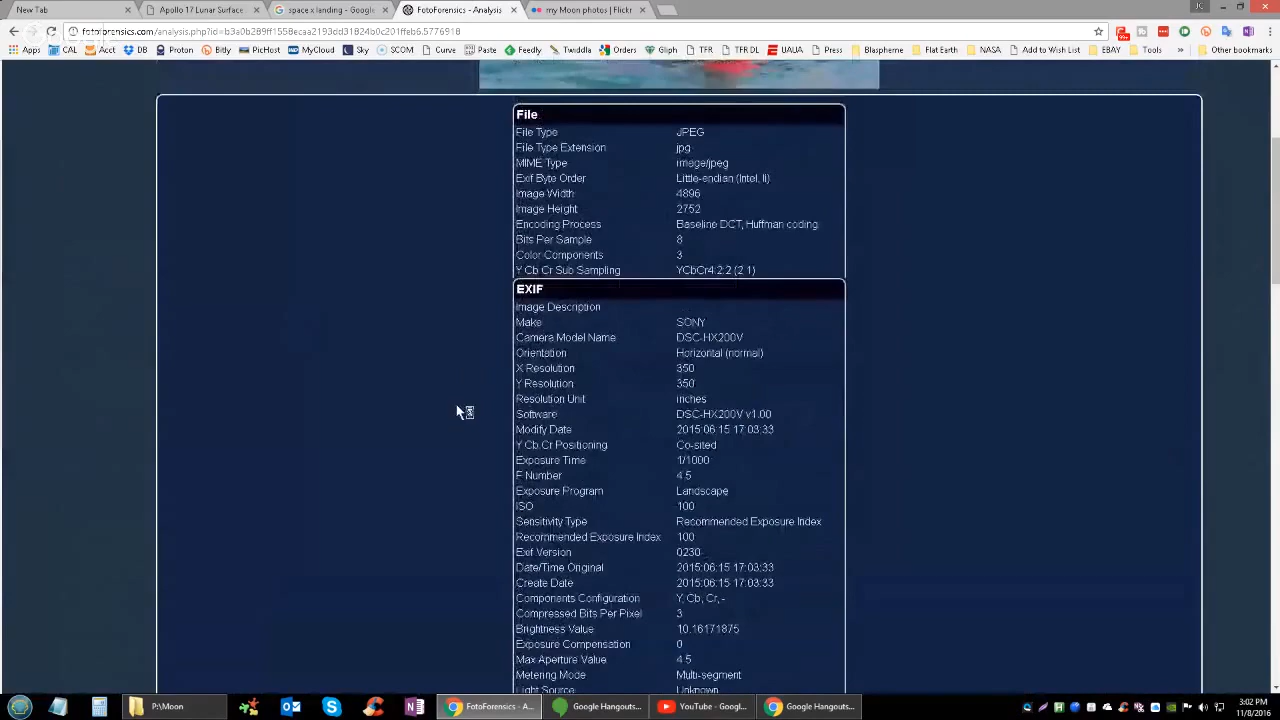 New Tab
Apollo 17 Lunar Surface
space x landing - Google
FotoForensics - Analysis
my Moon photos | Flickr
fotoforensics.com/analysis.php?id=b3a0b289ff1558ecaa2193dd31824b0c201ffeb6.5776918
Apps CAL Act DB Proton Bitly PicHost MyCloud Sky SCOUT Curve Paste Feedly Twiddla Orders Gliph TFR TFR DL EUA Press Blaspheme Flat Earth NASA Add to Wish List EBAY Tools » Other bookmarks
File
File Type JPEG
File Type Extension jpg
MIME Type image/jpeg
Exif Byte Order Little-endian (Intel, II)
Image Width 4896
Image Height 2752
Encoding Process Baseline DCT, Huffman coding
Bits Per Sample 8
Color Components 3
Y Cb Cr Sub Sampling YCbCr4:2:2 (2 1)
EXIF
Image Description
Make SONY
Camera Model Name DSC-HX200V
Orientation Horizontal (normal)
X Resolution 350
Y Resolution 350
Resolution Unit inches
Software DSC-HX200V v1.00
Modify Date 2015:06:15 17:03:33
Y Cb Cr Positioning Co-sited
Exposure Time 1/1000
F Number 4.5
Exposure Program Landscape
ISO 100
Sensitivity Type Recommended Exposure Index
Recommended Exposure Index 100
Exif Version 0230
Date/Time Original 2015:06:15 17:03:33
Create Date 2015:06:15 17:03:33
Components Configuration Y, Cb, Cr, -
Compressed Bits Per Pixel 3
Brightness Value 10.16171875
Exposure Compensation 0
Max Aperture Value 4.5
Metering Mode Multi-segment
Light Source Unknown
P:\Moon
FotoForensics - A...
Google Hangouts...
YouTube - Googl...
Google Hangouts...
3:02 PM
11/8/2016